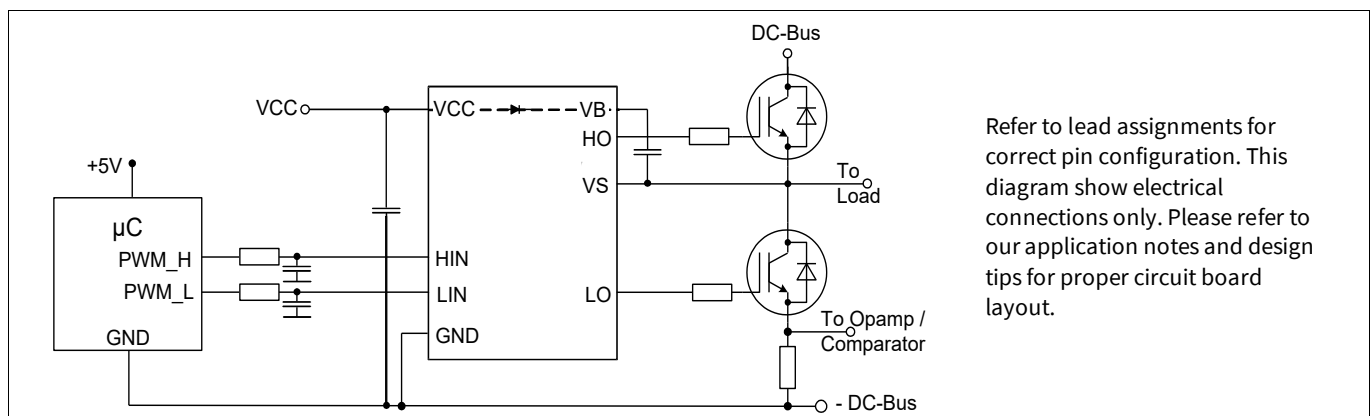 DC-Bus
VCC
VCC
VB
HO
+5V
VS
To
Load
µC
PWM_H
HIN
PWM_L
LIN
LO
GND
GND
To Opamp /
Comparator
- DC-Bus
Refer to lead assignments for
correct pin configuration. This
diagram show electrical
connections only. Please refer to
our application notes and design
tips for proper circuit board
layout.